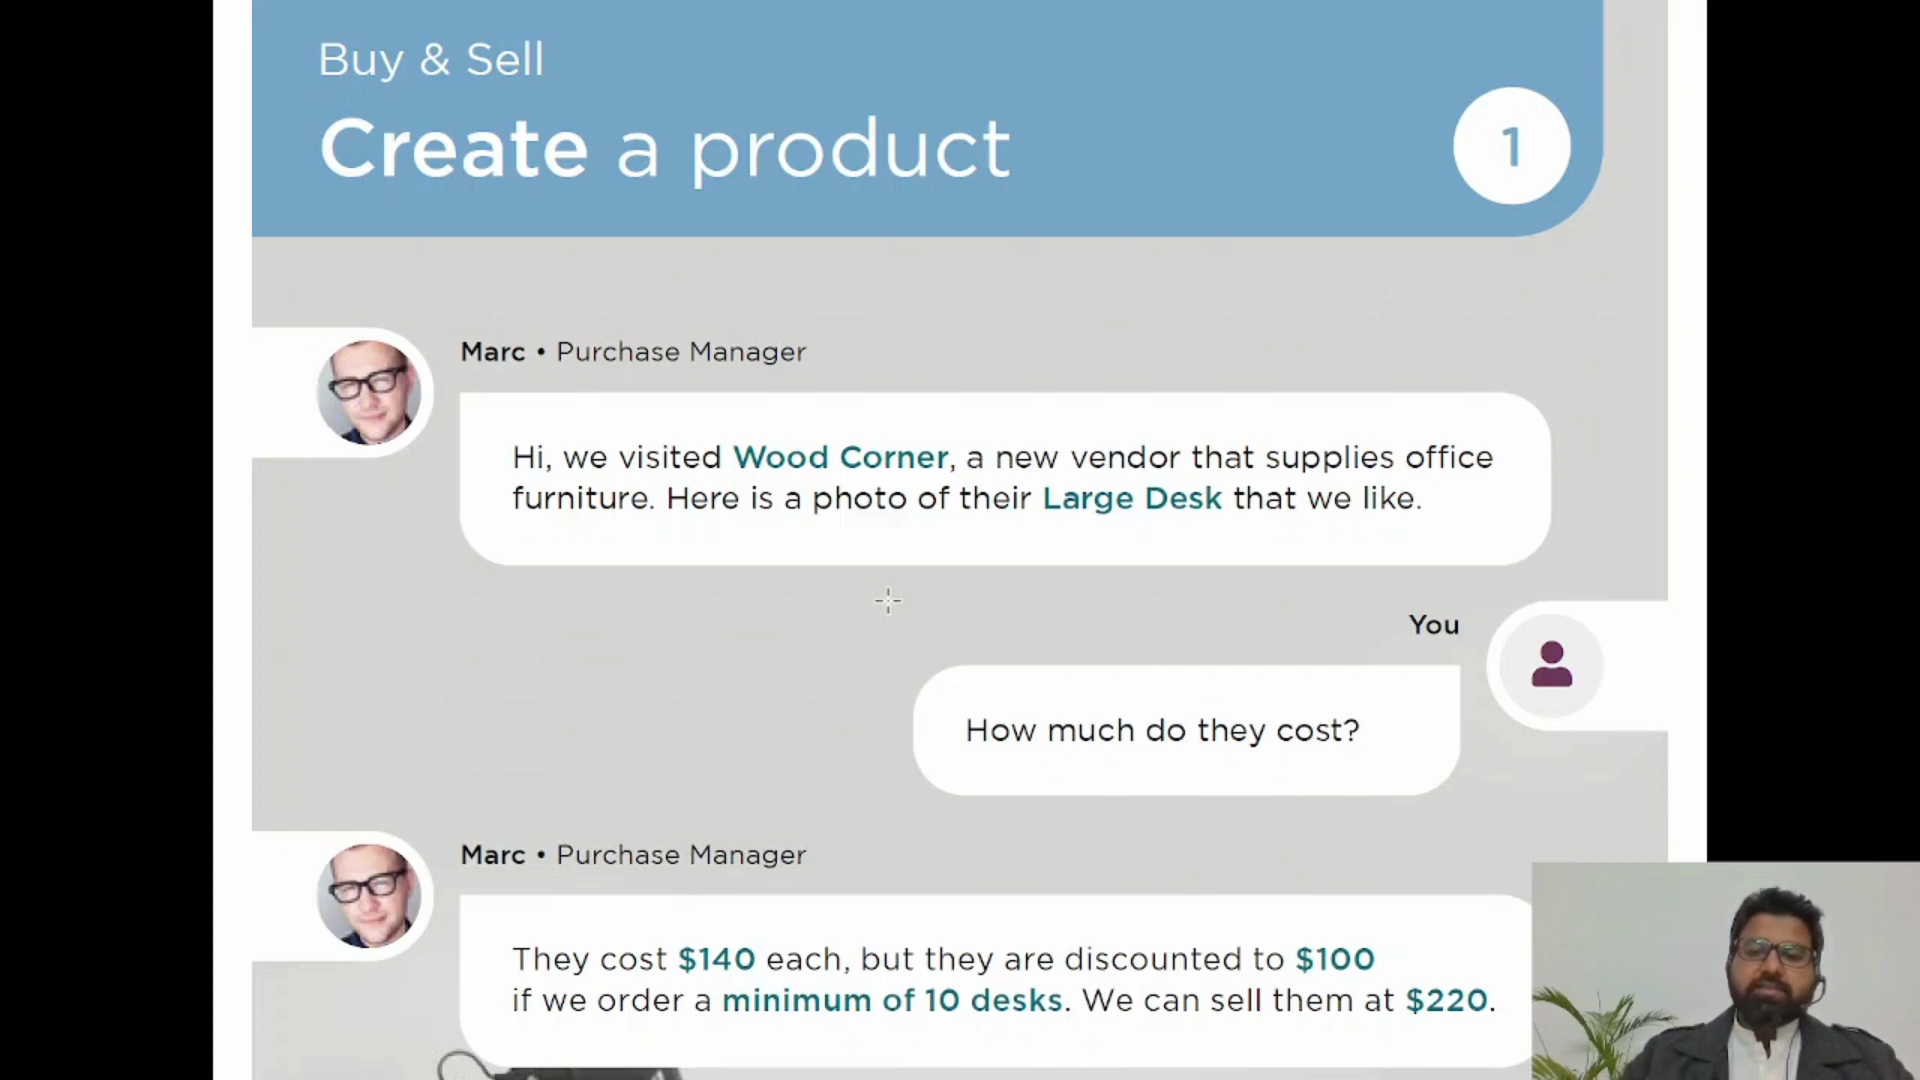 Buy & Sell
Create a product
1
Marc • Purchase Manager
Hi, we visited Wood Corner, a new vendor that supplies office
furniture. Here is a photo of their Large Desk that we like.
You
How much do they cost?
Marc • Purchase Manager
They cost $140 each, but they are discounted to $100
if we order a minimum of 10 desks. We can sell them at $220.